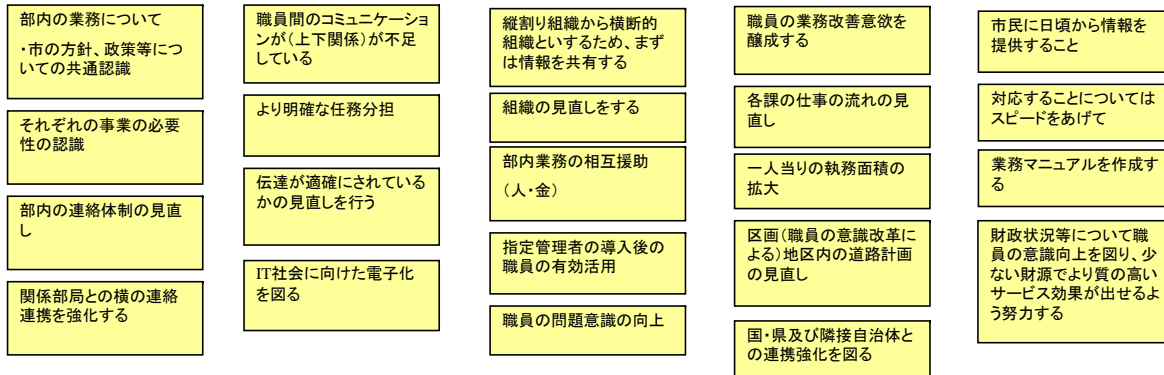 部内の業務について
・市の方針、政策等につ
いての共通認識
それぞれの事業の必要
性の認識
部内の連絡体制の見直
し
関係部局との横の連絡
連携を強化する
職員間のコミュニケーショ
ンが(上下関係)が不足
している
より明確な任務分担
伝達が適確にされている
かの見直しを行う
IT社会に向けた電子化
を図る
縦割り組織から横断的
組織といするため、まず
は情報を共有する
組織の見直しをする
部内業務の相互援助
(人・金)
指定管理者の導入後の
職員の有効活用
職員の問題意識の向上
職員の業務改善意欲を
醸成する
各課の仕事の流れの見
直し
一人当りの執務面積の
拡大
区画(職員の意識改革に
よる)地区内の道路計画
の見直し
国・県及び隣接自治体と
の連携強化を図る
市民に日頃から情報を
提供すること
対応することについては
スピードをあげて
業務マニュアルを作成す
る
財政状況等について職
員の意識向上を図り、少
ない財源でより質の高い
サービス効果が出せるよ
う努力する